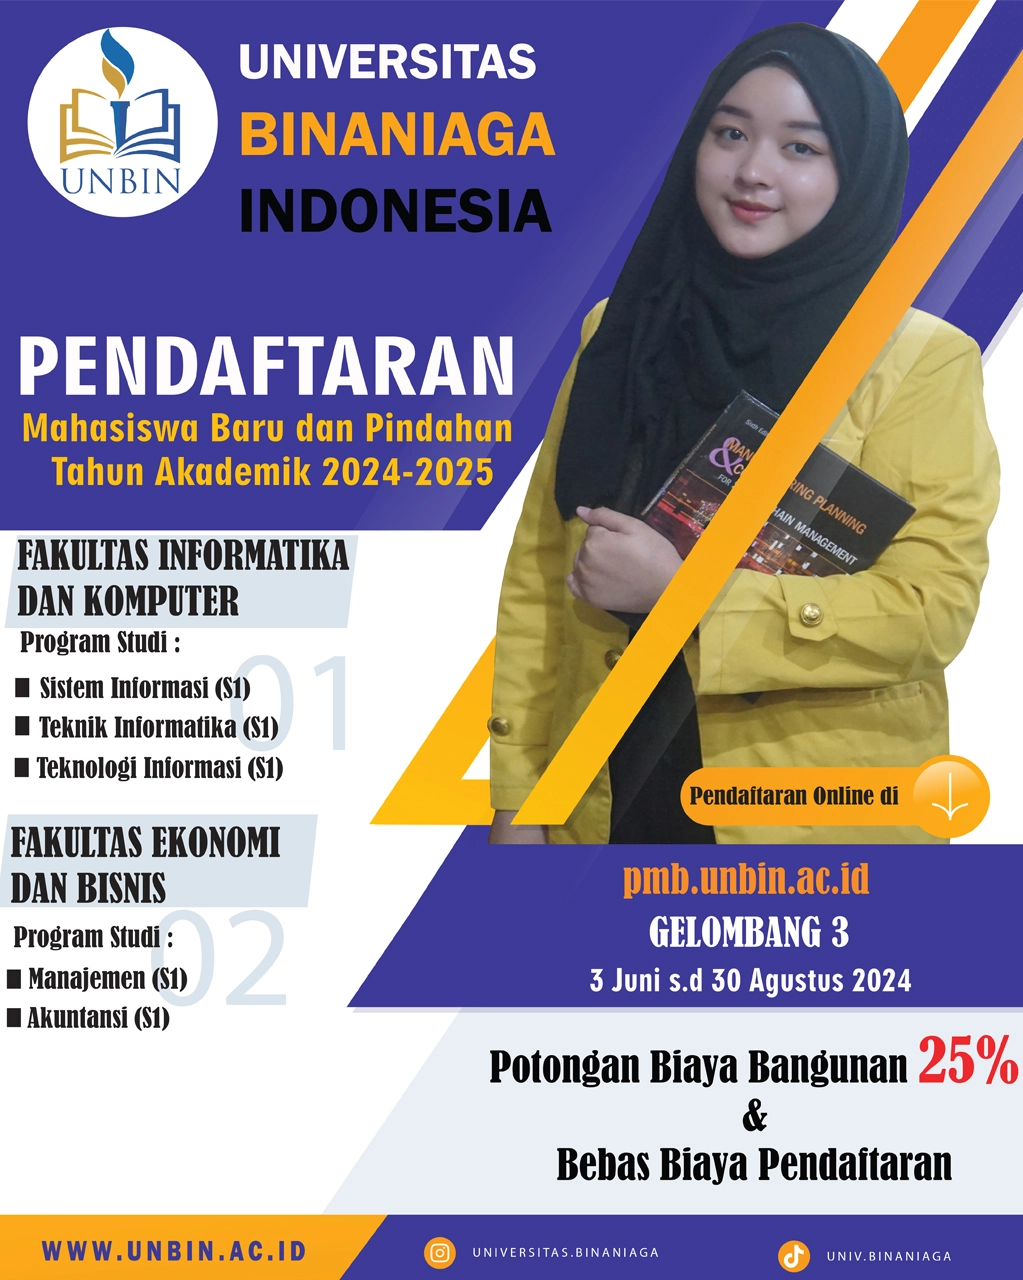 UNBIN
UNIVERSITAS
BINANIAGA
INDONESIA
PENDAFTARAN
Mahasiswa Baru dan Pindahan
Tahun Akademik 2024-2025
FAKULTAS INFORMATIKA
DAN KOMPUTER
01
Program Studi :
Sistem Informasi (S1)
Teknik Informatika (S1)
Teknologi Informasi (S1)
FAKULTAS EKONOMI
DAN BISNIS
02
Program Studi :
Manajemen (S1)
Akuntansi (S1)
&
PLANNING
FOR
MANAGEMENT
Pendaftaran Online di
pmb.unbin.ac.id
GELOMBANG 3
3 Juni s.d 30 Agustus 2024
Potongan Biaya Bangunan 25%
&
Bebas Biaya Pendaftaran
WWW.UNBIN.AC.ID
UNIVERSITAS.BINANIAGA
UNIV.BINANIAGA